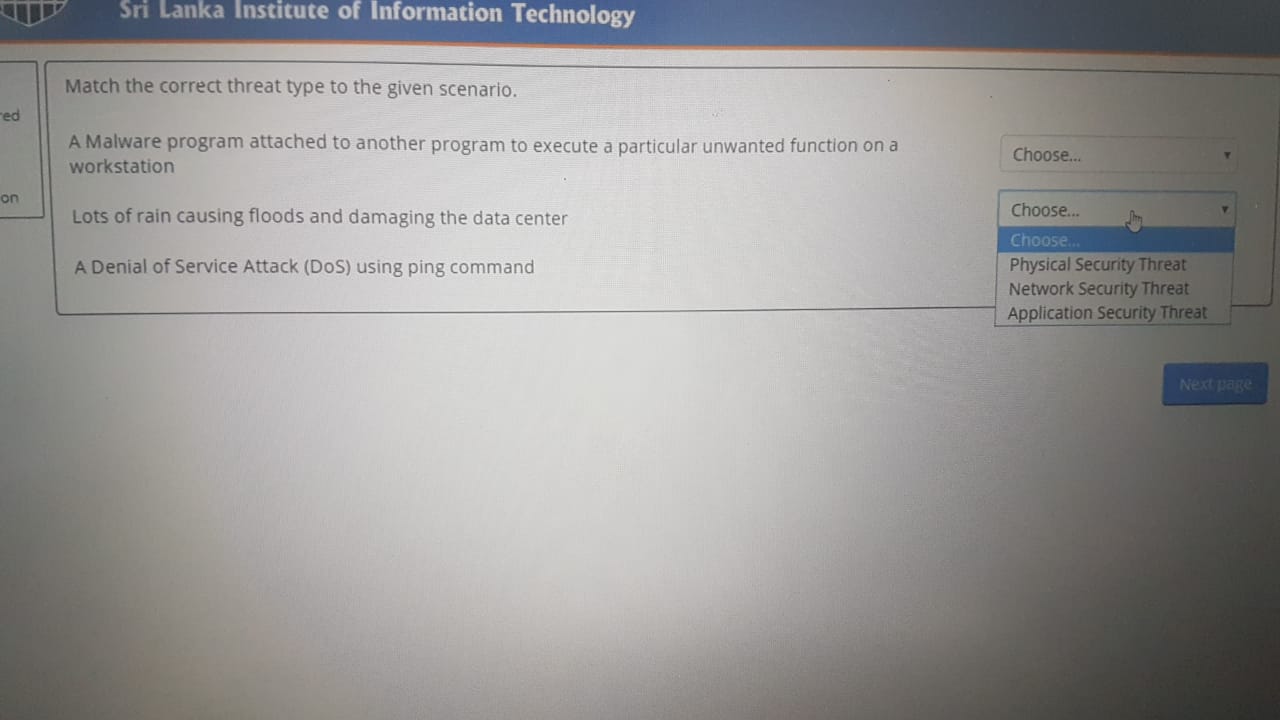 Sri Lanka Institute of Information Technology
Match the correct threat type to the given scenario.
red
A Malware program attached to another program to execute a particular unwanted function on a
workstation
Choose...
on
Lots of rain causing floods and damaging the data center
Choose...
Choose...
A Denial of Service Attack (DoS) using ping command
Physical Security Threat
Network Security Threat
Application Security Threat
Next page